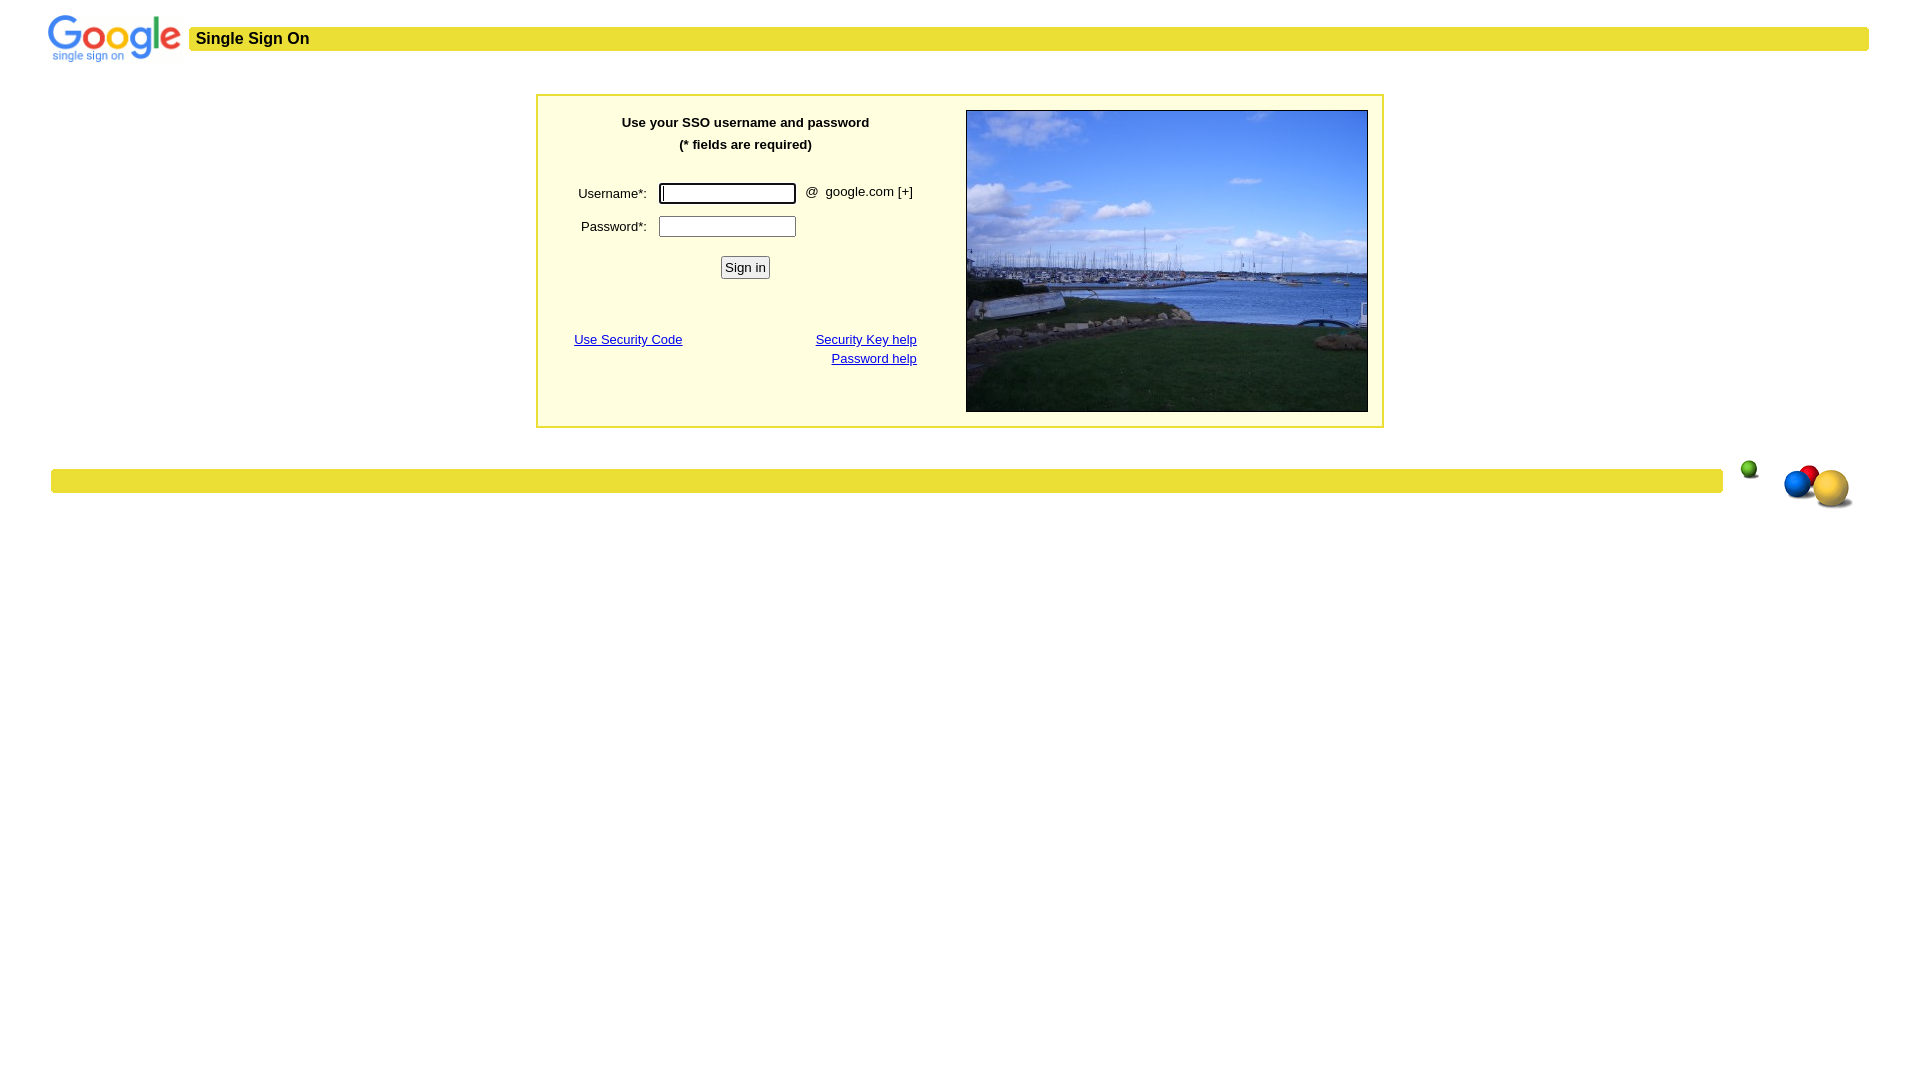 Google
single sign on
Single Sign On
Use your SSO username and password
(* fields are required)
Username*:
@ google.com [+]
Password*:
Sign in
Use Security Code
Security Key help
Password help